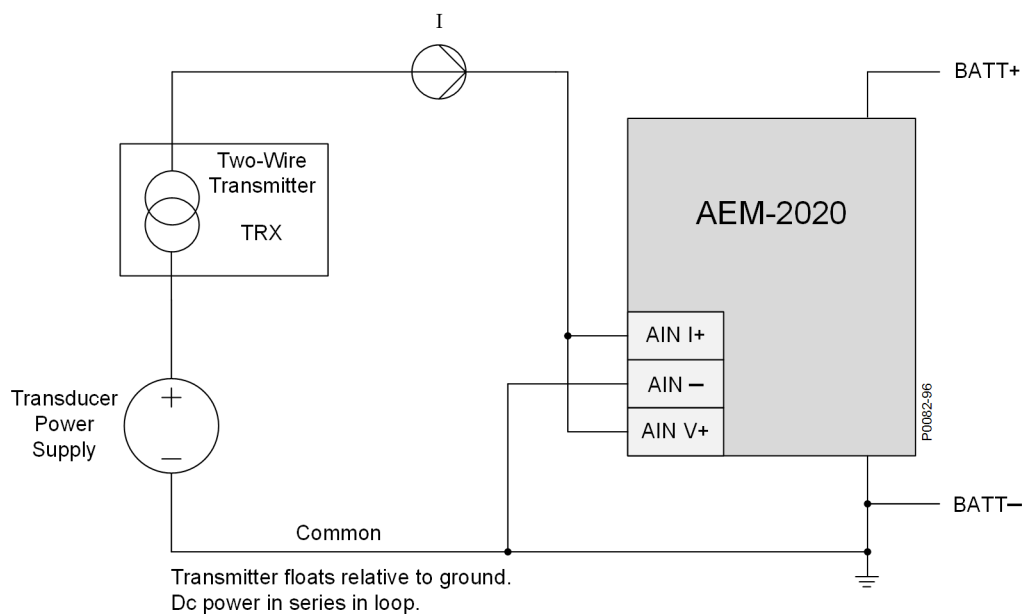 I
BATT+
Two-Wire
Transmitter
TRX
AEM-2020
AIN I+
AIN –
AIN V+
Transducer
Power
Supply
+
–
P0082-96
BATT–
Common
Transmitter floats relative to ground.
Dc power in series in loop.